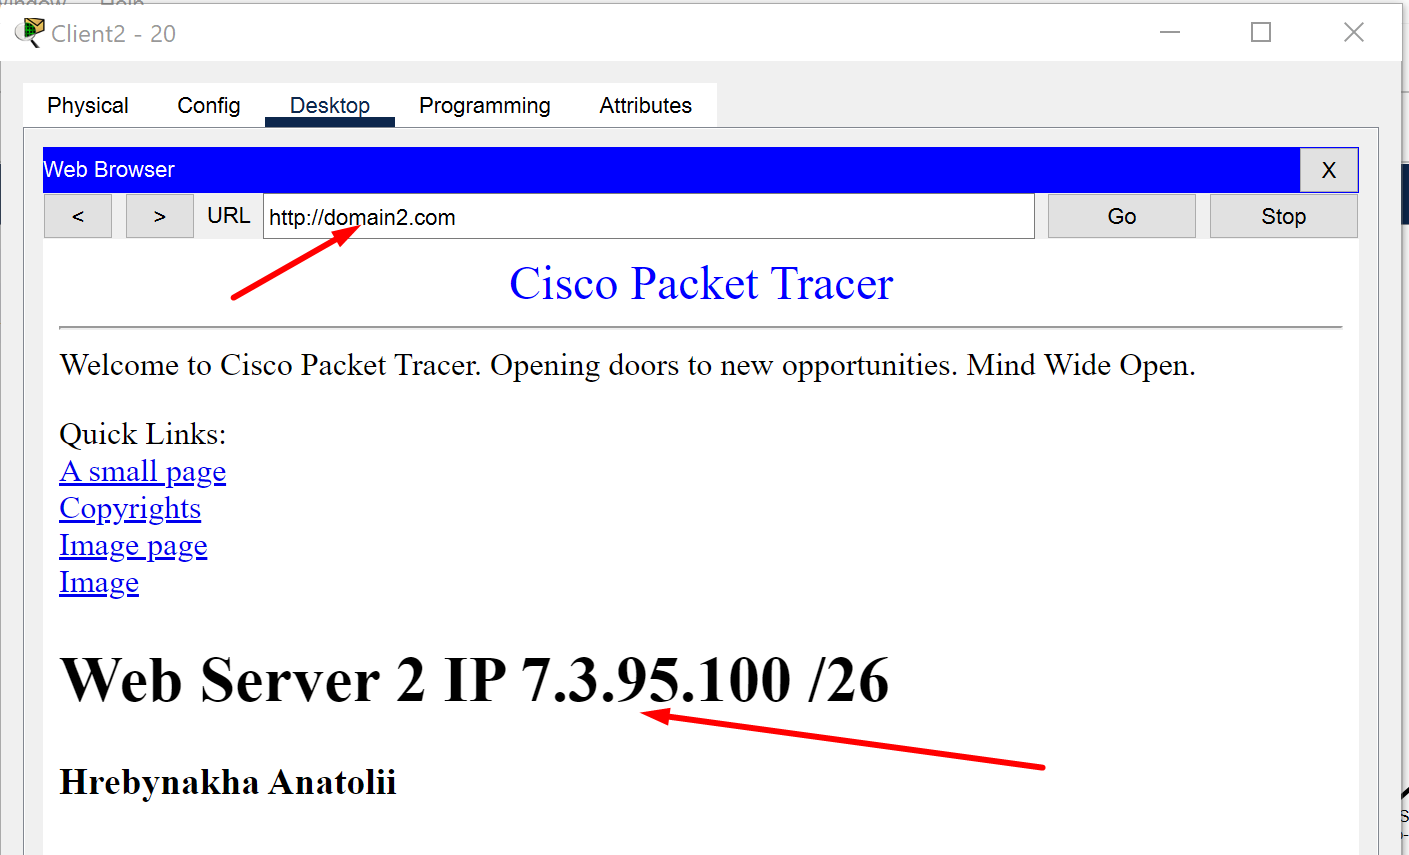 Client2 - 20
Physical Config Desktop Programming Attributes
Web Browser X
< > URL http://domain2.com Go Stop
Cisco Packet Tracer
Welcome to Cisco Packet Tracer. Opening doors to new opportunities. Mind Wide Open.
Quick Links:
A small page
Copyrights
Image page
Image
Web Server 2 IP 7.3.95.100 /26
Hrebynakha Anatolii